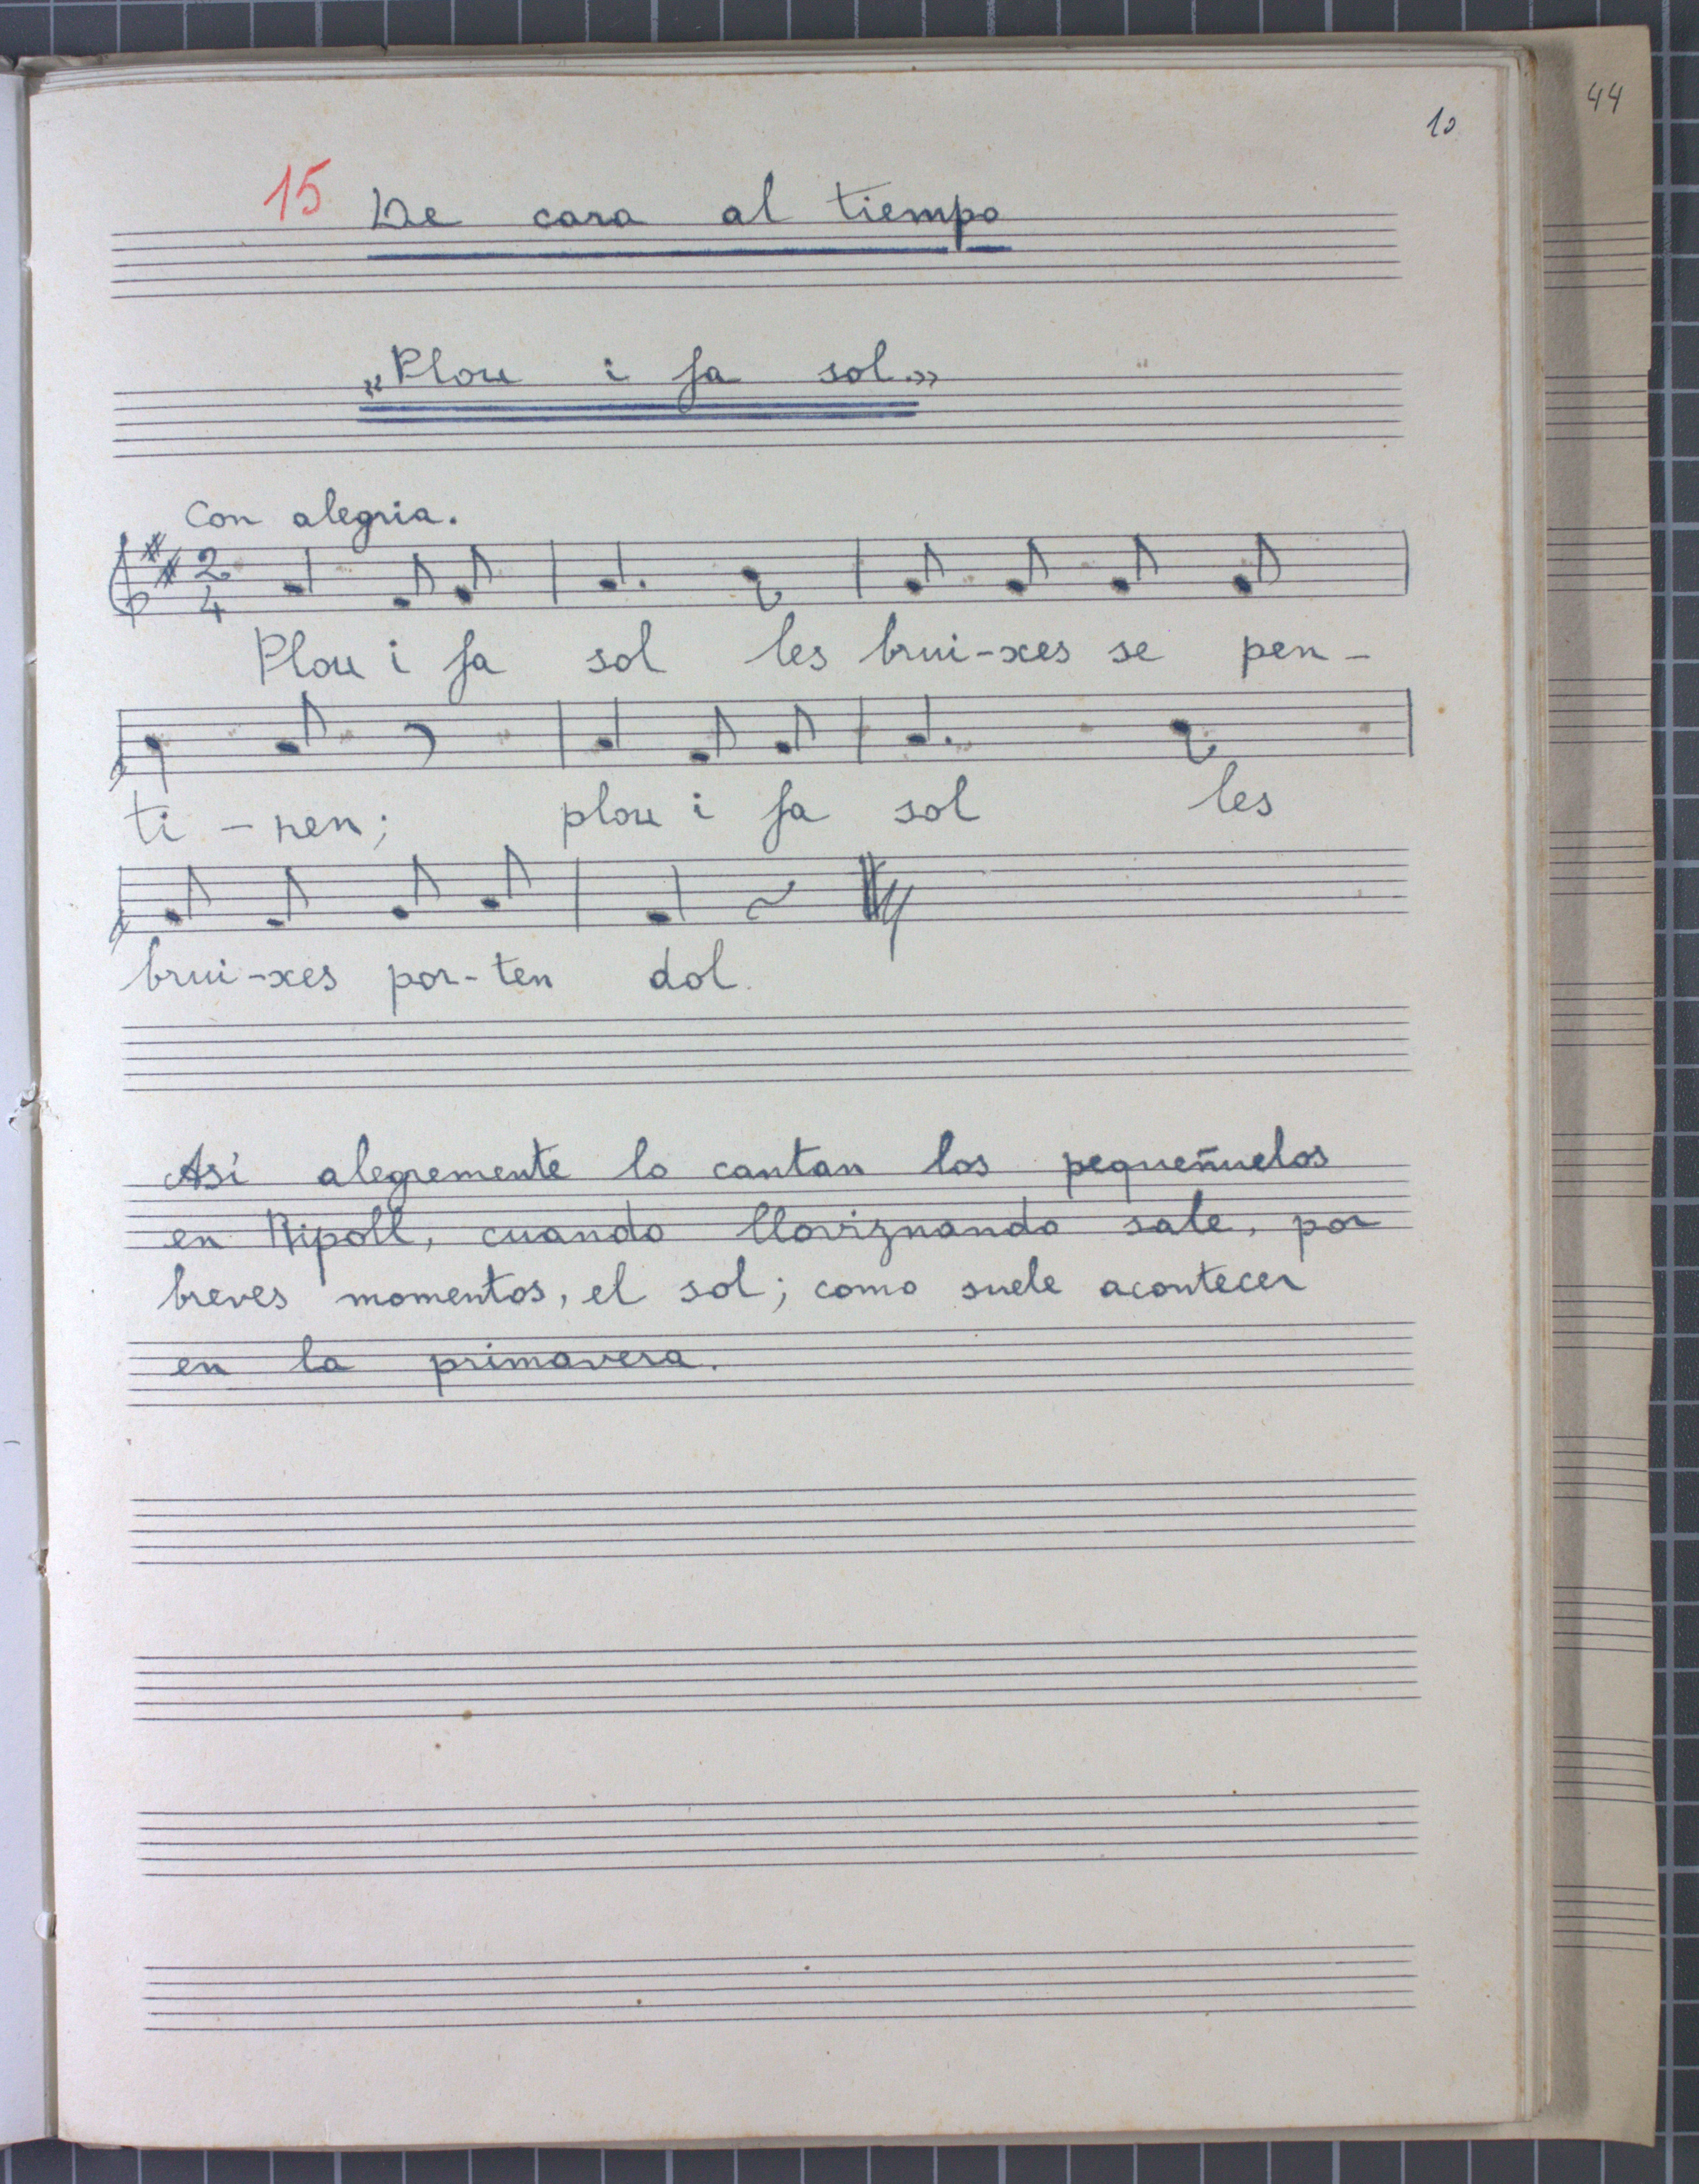 44
10
15 De cara al tiempo
„Plou i fa sol.»
Con alegria.
2
4
Plou i fa sol les brui-xes se pen-
ti-nen; plou i fa sol les
brui-xes por-ten dol.
Así alegremente lo cantan los pequeñuelos
en Ripoll, cuando lloviznando sale, por
breves momentos, el sol; como suele acontecer
en la primavera.